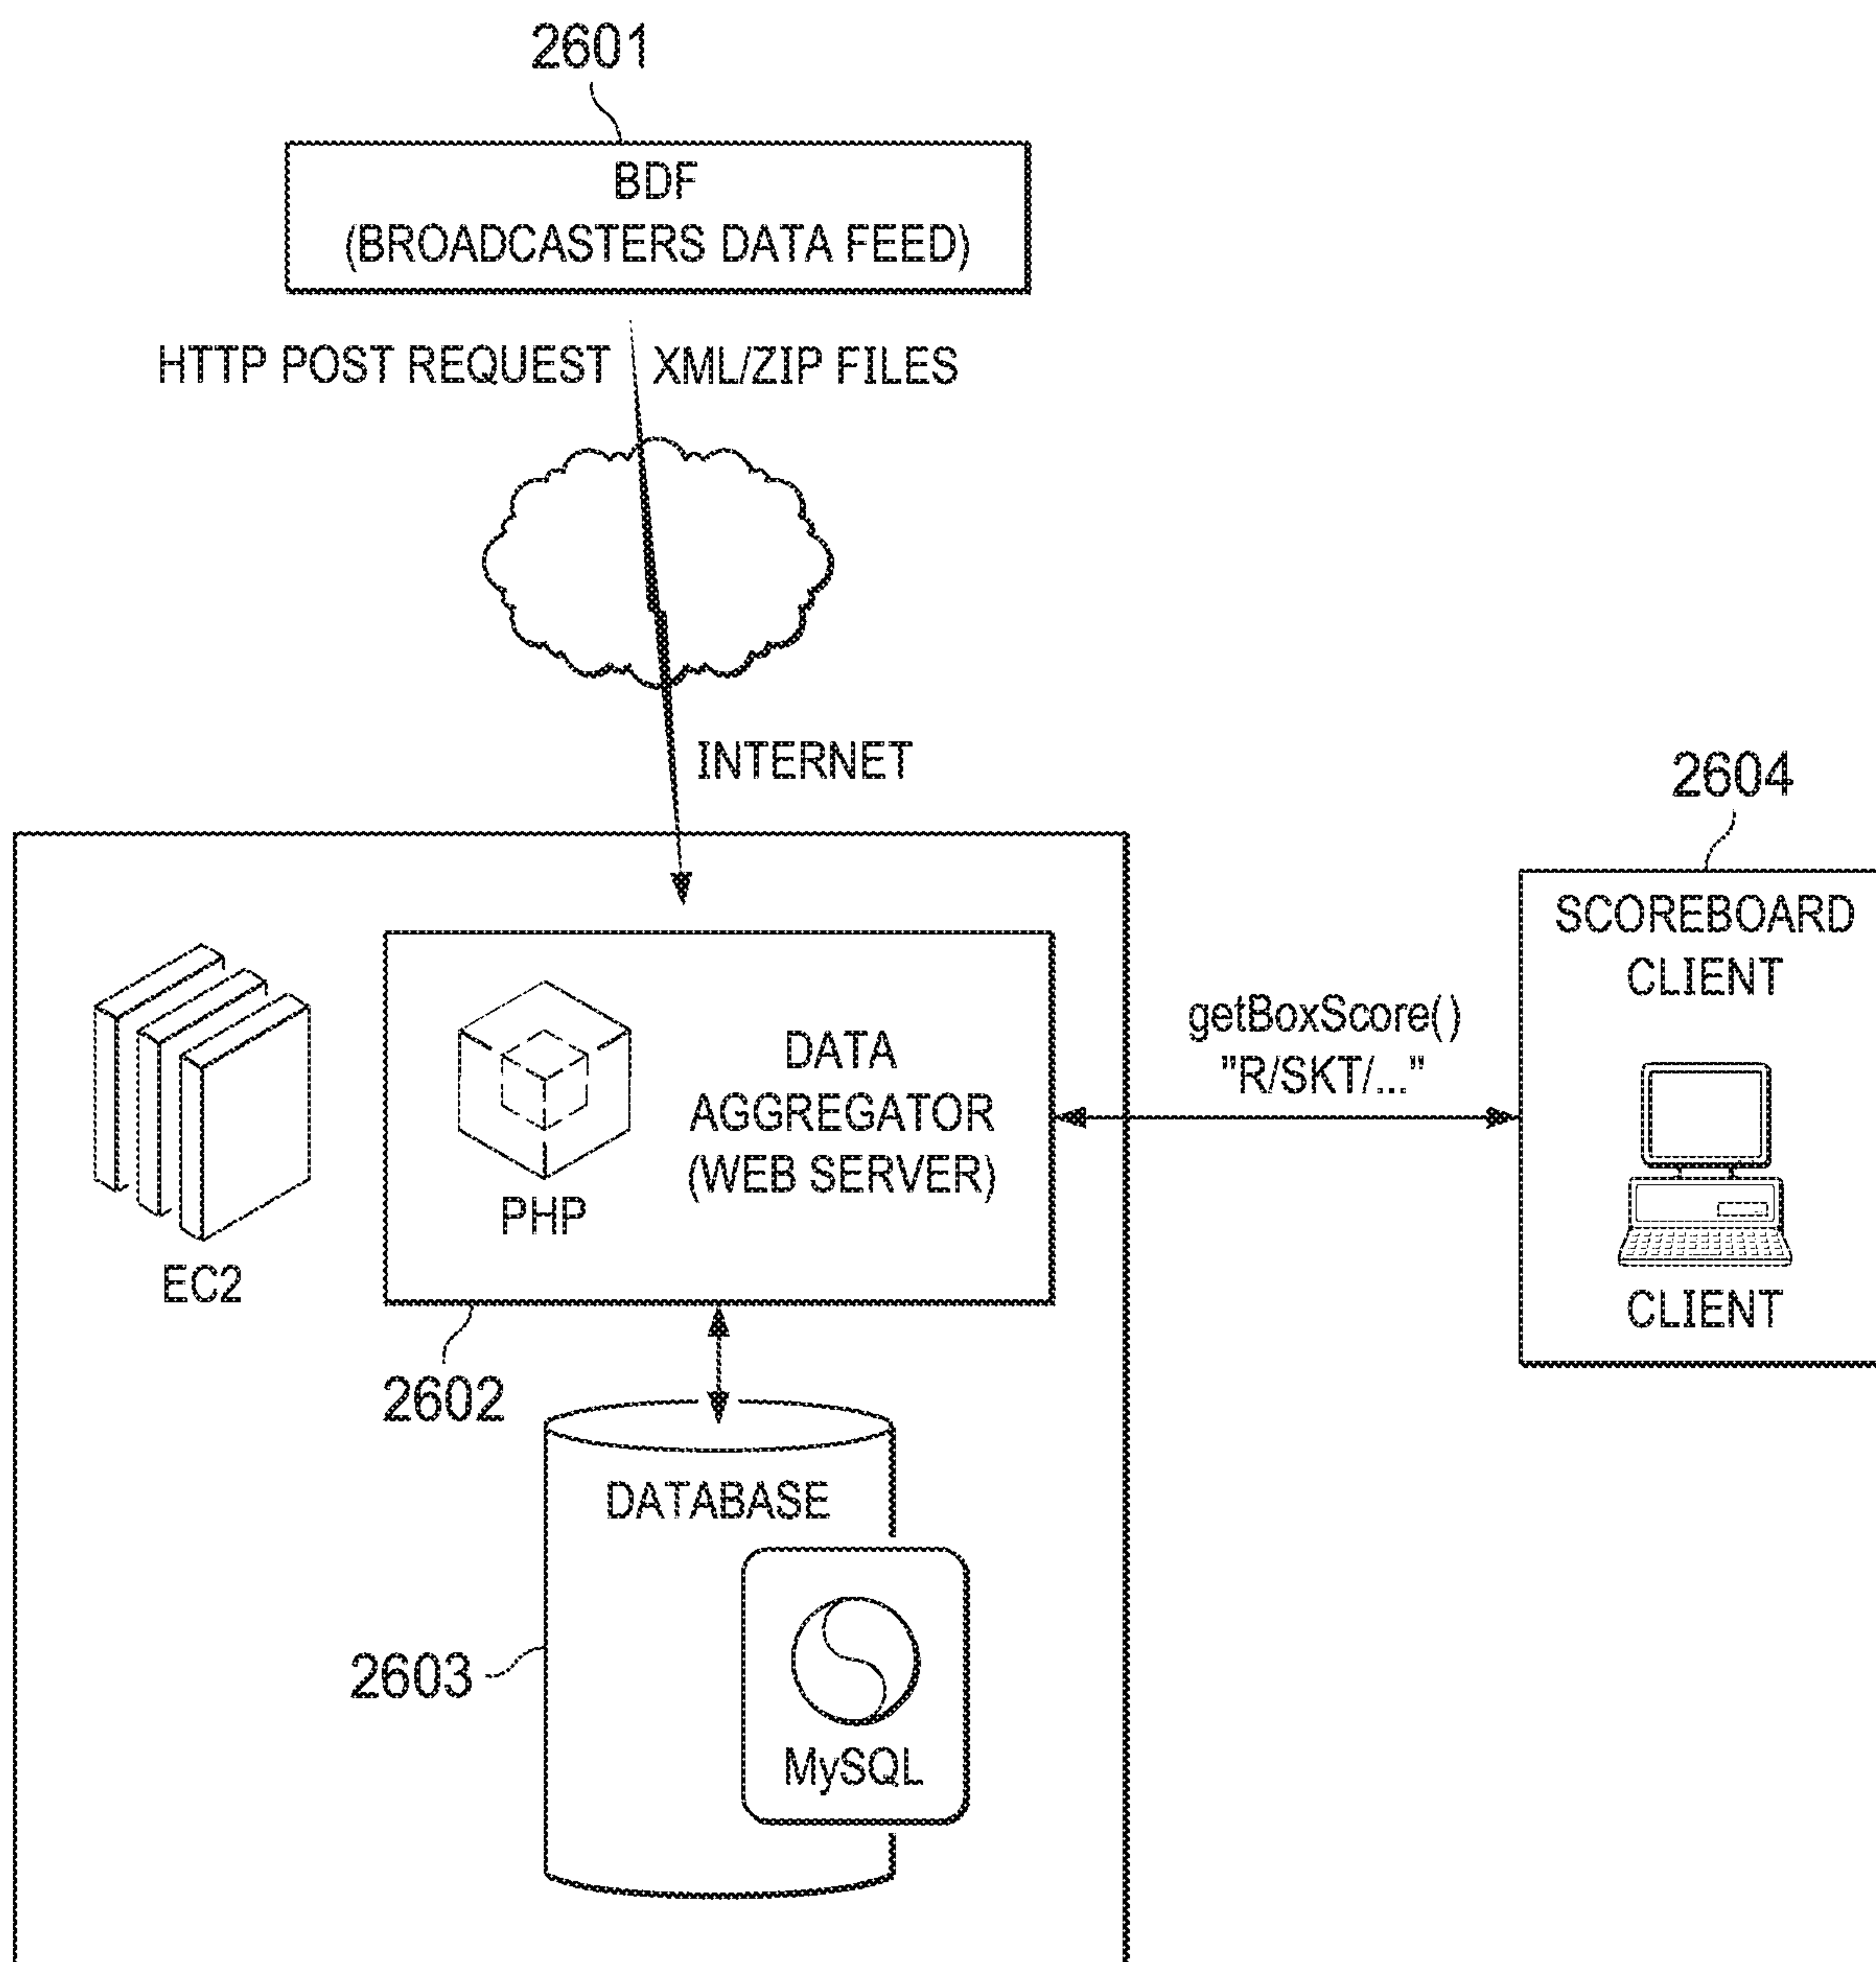 2601
BDF
(BROADCASTERS DATA FEED)
HTTP POST REQUEST
XML/ZIP FILES
INTERNET
2604
SCOREBOARD
CLIENT
CLIENT
getBoxScore()
"R/SKT/..."
DATA
AGGREGATOR
(WEB SERVER)
PHP
EC2
2602
DATABASE
2603
MySQL